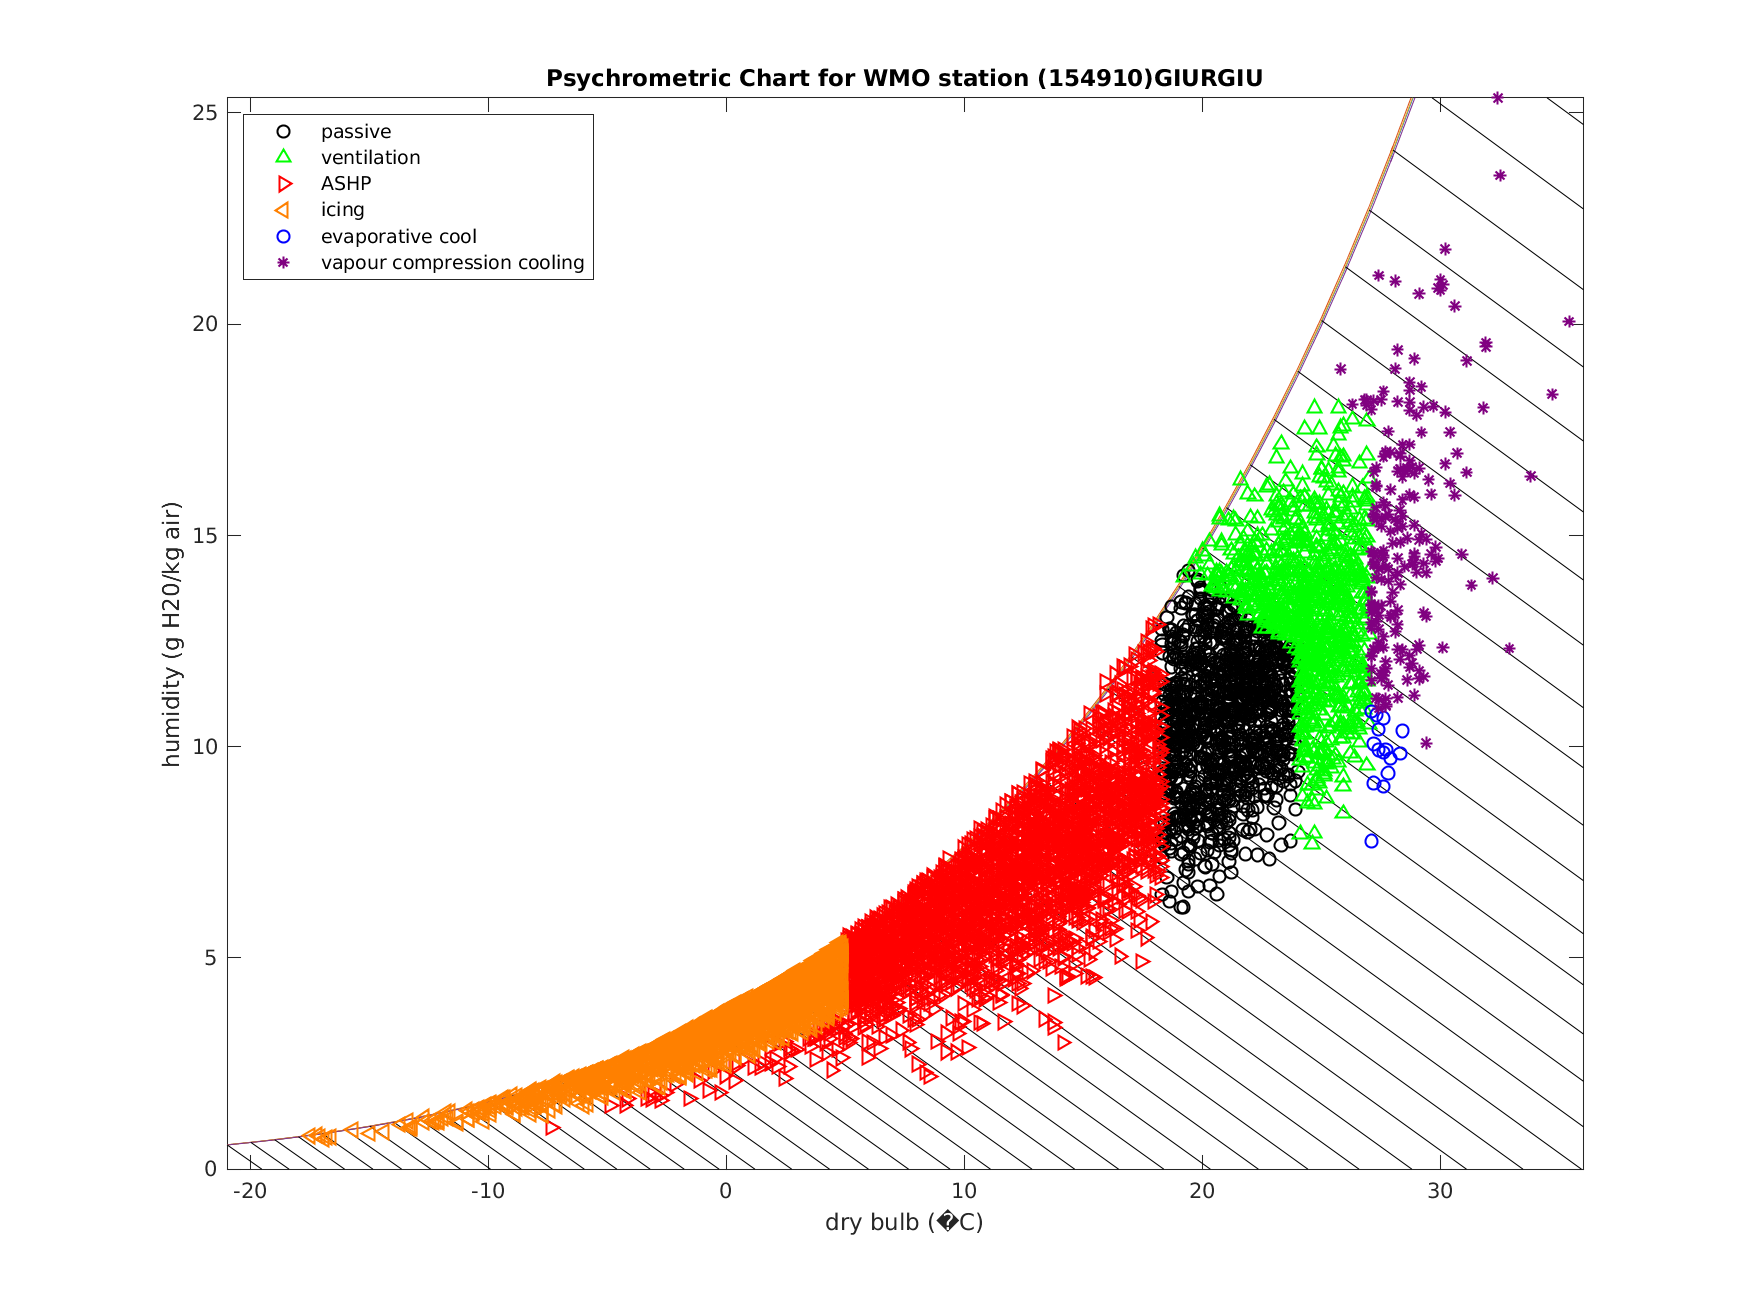 Psychrometric Chart for WMO station (154910)GIURGIU
25
20
15
10
5
0
humidity (g H20/kg air)
passive
ventilation
ASHP
icing
evaporative cool
vapour compression cooling
-20
-10
0
10
20
30
dry bulb (�C)